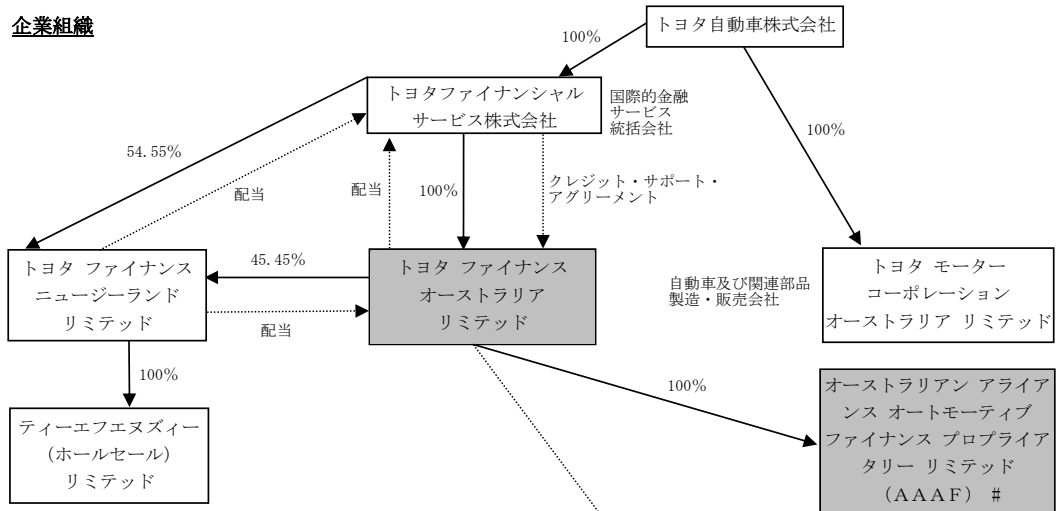 企業組織
トヨタ自動車株式会社
100%
トヨタファイナンシャル
サービス株式会社
国際的金融
サービス
統括会社
100%
54.55%
配当
配当
100%
クレジット・サポート・
アグリーメント
トヨタ ファイナンス
ニュージーランド
リミテッド
45.45%
配当
トヨタ ファイナンス
オーストラリア
リミテッド
自動車及び関連部品
製造・販売会社
トヨタ モーター
コーポレーション
オーストラリア リミテッド
100%
100%
ティーエフエヌズィー
(ホールセール)
リミテッド
オーストラリアン アライア
ンス オートモーティブ
ファイナンス プロプライア
タリー リミテッド
(ＡＡＡＦ) #